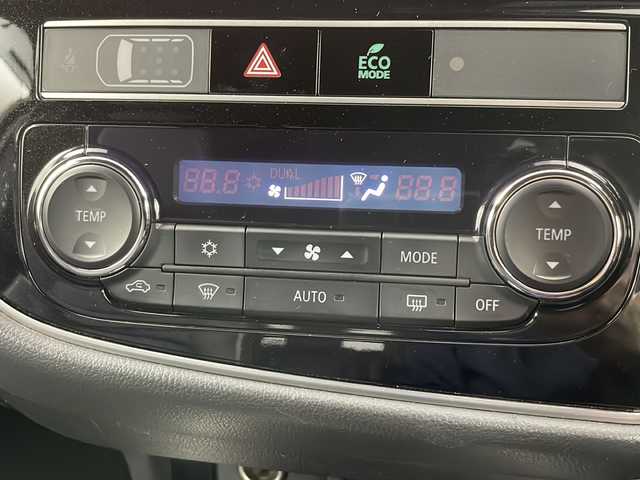 ECO
MODE
88.8 DUAL 88.8
TEMP
TEMP
MODE
AUTO
OFF